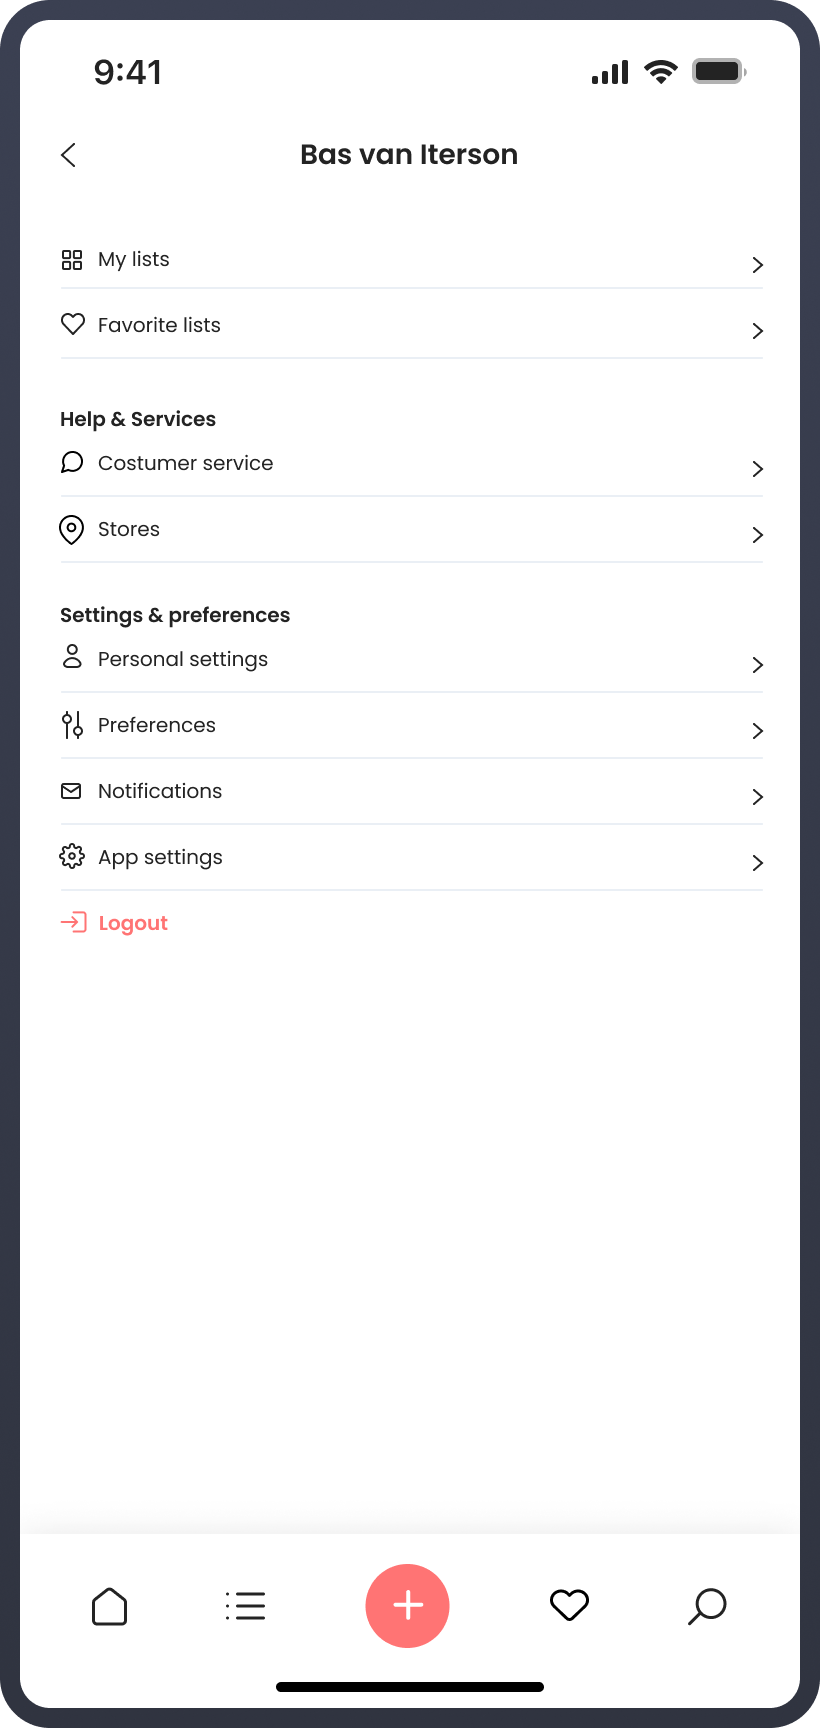 9:41
Bas van Iterson
My lists
Favorite lists
Help & Services
Costumer service
Stores
Settings & preferences
Personal settings
Preferences
Notifications
App settings
Logout